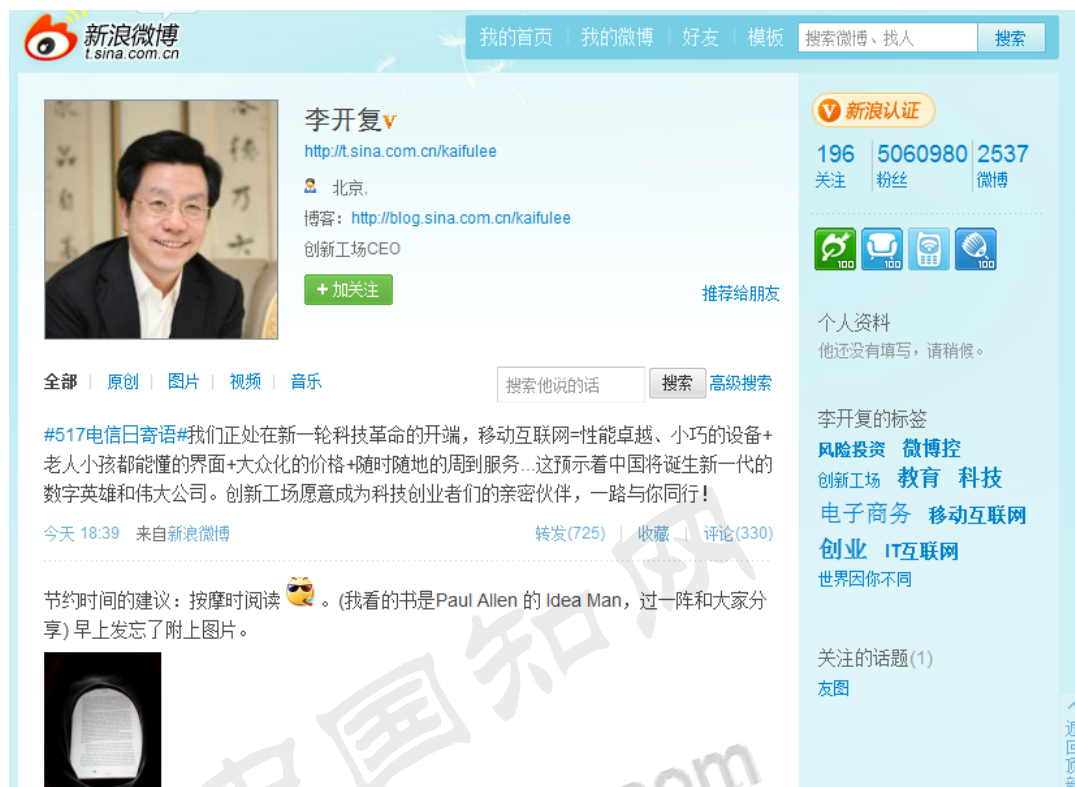 新浪微博
t.sina.com.cn
我的首页 我的微博 好友 模板 搜索微博、找人 搜索
李开复V
http://t.sina.com.cn/kaifulee
北京,
博客：http://blog.sina.com.cn/kaifulee
创新工场CEO
+加关注
推荐给朋友
全部 原创 图片 视频 音乐 搜索他说的话 搜索 高级搜索
#517电信日寄语#我们正处在新一轮科技革命的开端，移动互联网=性能卓越、小巧的设备+
老人小孩都能懂的界面+大众化的价格+随时随地的周到服务...这预示着中国将诞生新一代的
数字英雄和伟大公司。创新工场愿意成为科技创业者们的亲密伙伴，一路与你同行！
今天 18:39 来自新浪微博 转发(725) 收藏 评论(330)
节约时间的建议：按摩时阅读 。(我看的书是Paul Allen 的 Idea Man，过一阵和大家分
享) 早上发忘了附上图片。
V 新浪认证
196 5060980 2537
关注 粉丝 微博
100 100 100
个人资料
他还没有填写，请稍候。
李开复的标签
风险投资 微博控
创新工场 教育 科技
电子商务 移动互联网
创业 IT互联网
世界因你不同
关注的话题(1)
友图
返
回
顶
国知网
.com